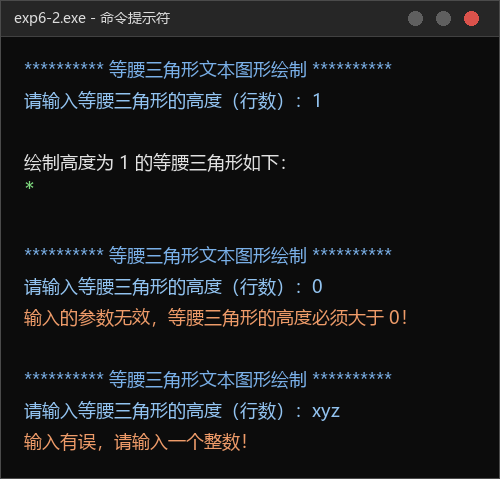 exp6-2.exe - 命令提示符
********** 等腰三角形文本图形绘制 **********
请输入等腰三角形的高度（行数）：1
绘制高度为 1 的等腰三角形如下：
*
********** 等腰三角形文本图形绘制 **********
请输入等腰三角形的高度（行数）：0
输入的参数无效，等腰三角形的高度必须大于 0！
********** 等腰三角形文本图形绘制 **********
请输入等腰三角形的高度（行数）：xyz
输入有误，请输入一个整数！